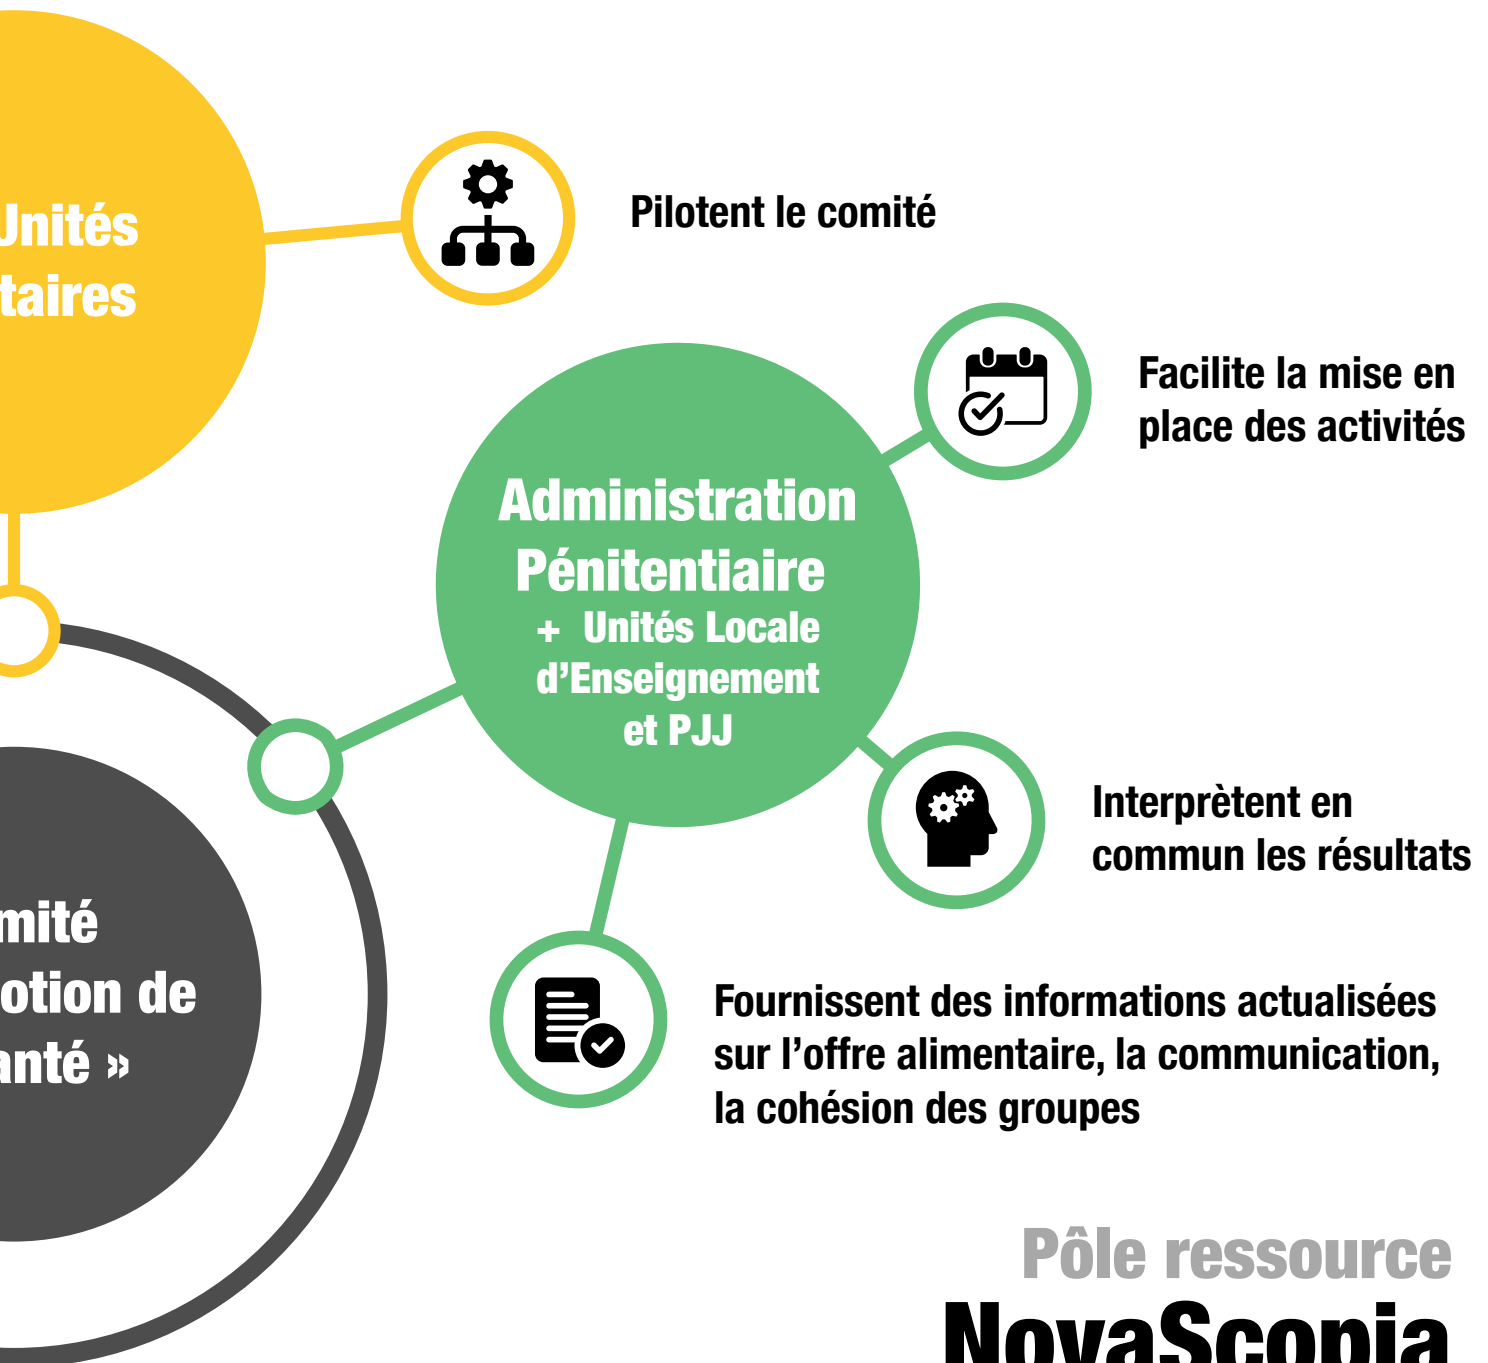 Unités
taires
Pilotent le comité
Facilite la mise en
place des activités
Administration
Pénitentiaire
+ Unités Locale
d’Enseignement
et PJJ
Interprètent en
commun les résultats
mité
otion de
anté »
Fournissent des informations actualisées
sur l’offre alimentaire, la communication,
la cohésion des groupes
Pôle ressource
NovaScopia